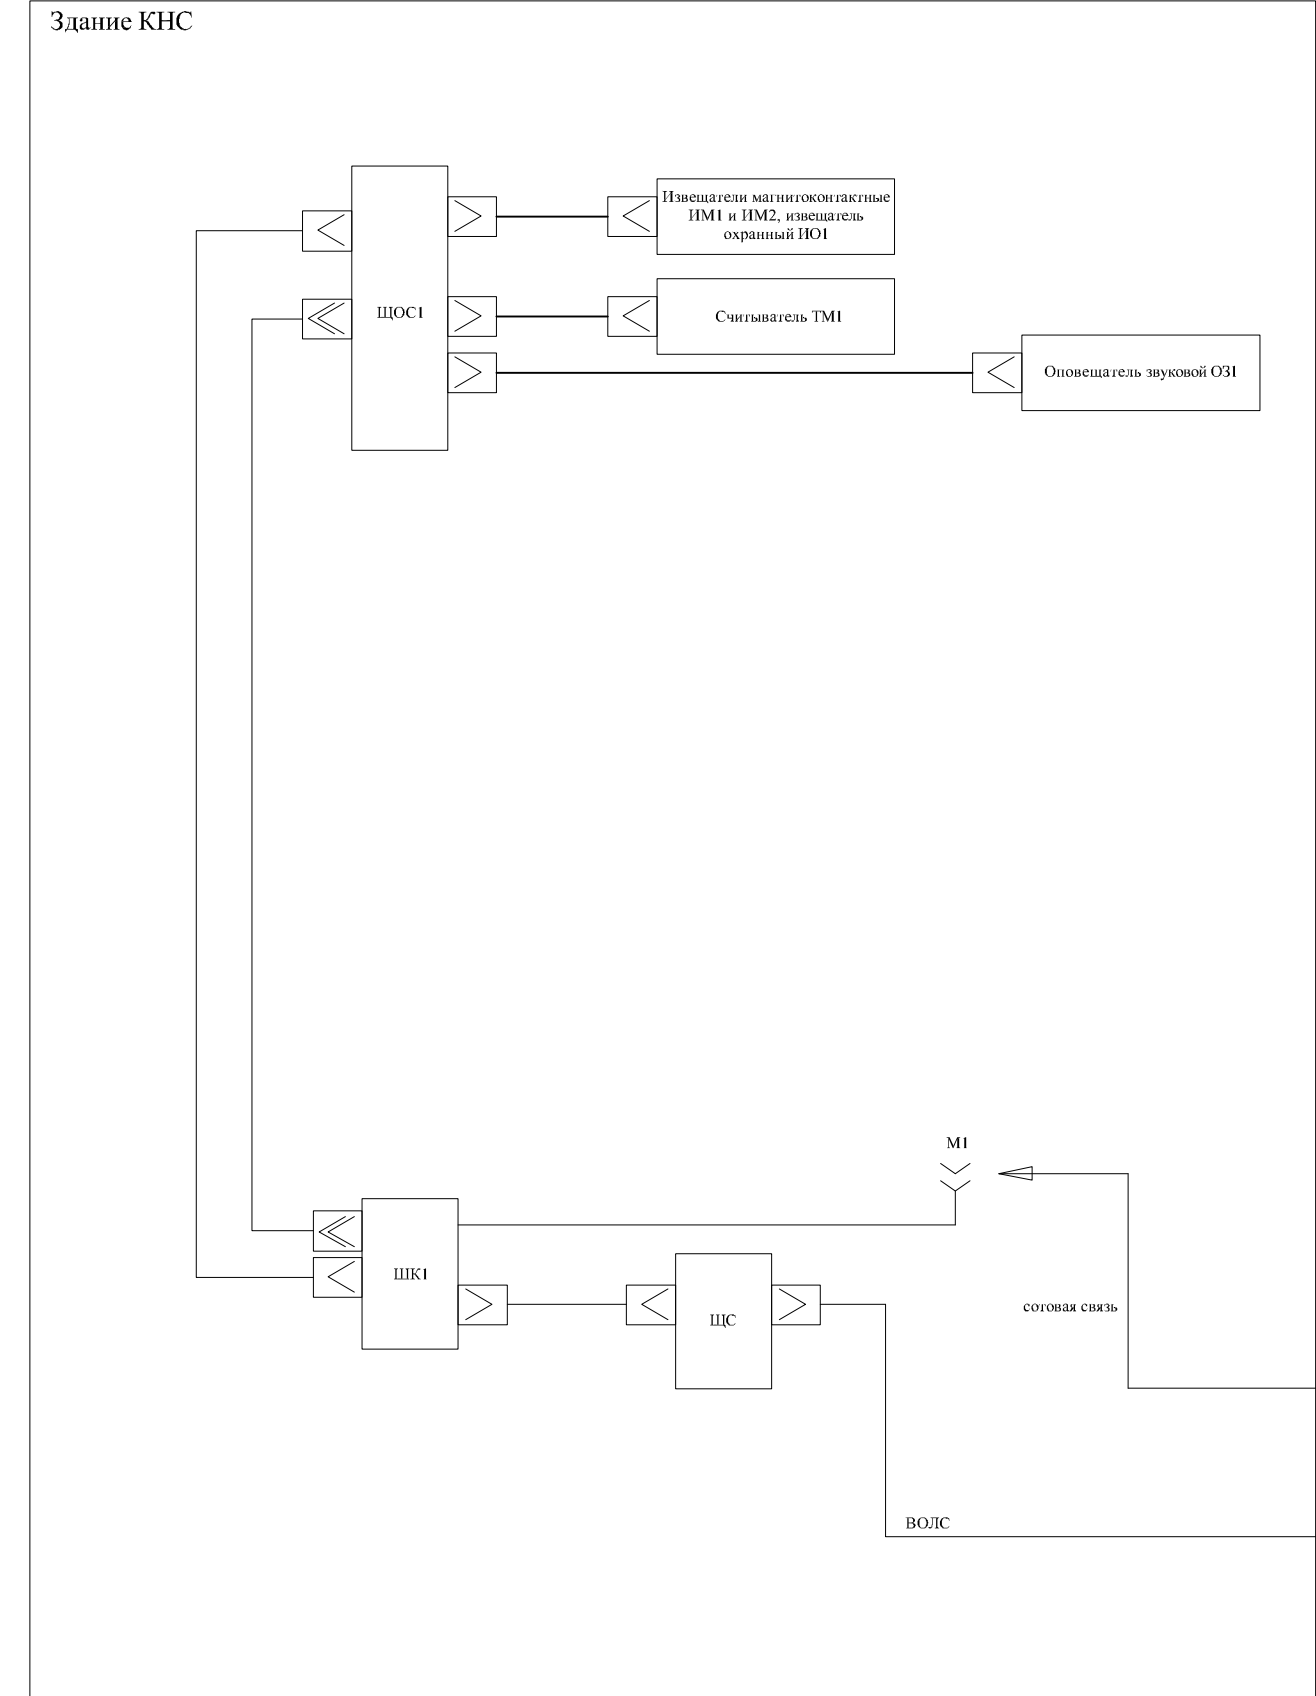 Здание КНС
Извещатели магнитоконтактные
ИМ1 и ИМ2, извещатель
охранный ИО1
ЩОС1
Считыватель ТМ1
Оповещатель звуковой ОЗ1
М1
ШК1
ЩС
сотовая связь
ВОЛС